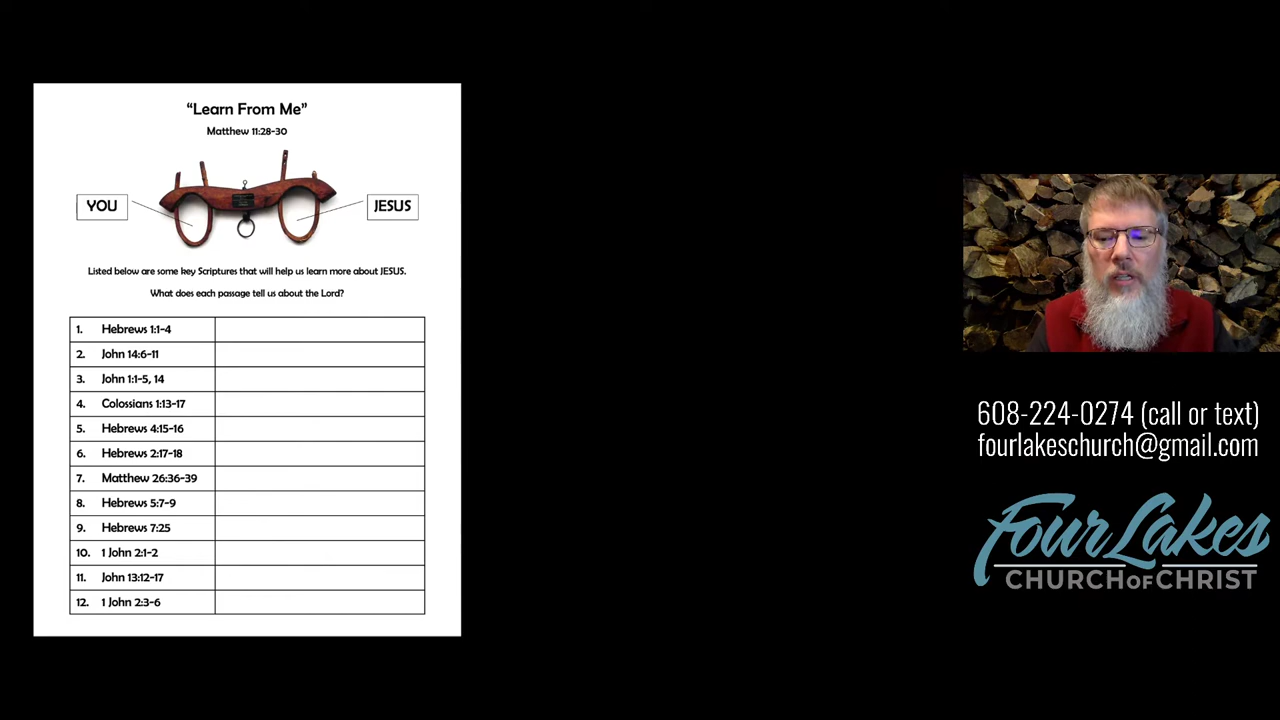 “Learn From Me”
Matthew 11:28-30
YOU
JESUS
Listed below are some key Scriptures that will help us learn more about JESUS.
What does each passage tell us about the Lord?
1. Hebrews 1:1-4
2. John 14:6-11
3. John 1:1-5, 14
4. Colossians 1:13-17
5. Hebrews 4:15-16
6. Hebrews 2:17-18
7. Matthew 26:36-39
8. Hebrews 5:7-9
9. Hebrews 7:25
10. 1 John 2:1-2
11. John 13:12-17
12. 1 John 2:3-6
608-224-0274 (call or text)
fourlakeschurch@gmail.com
Four Lakes
CHURCH OF CHRIST